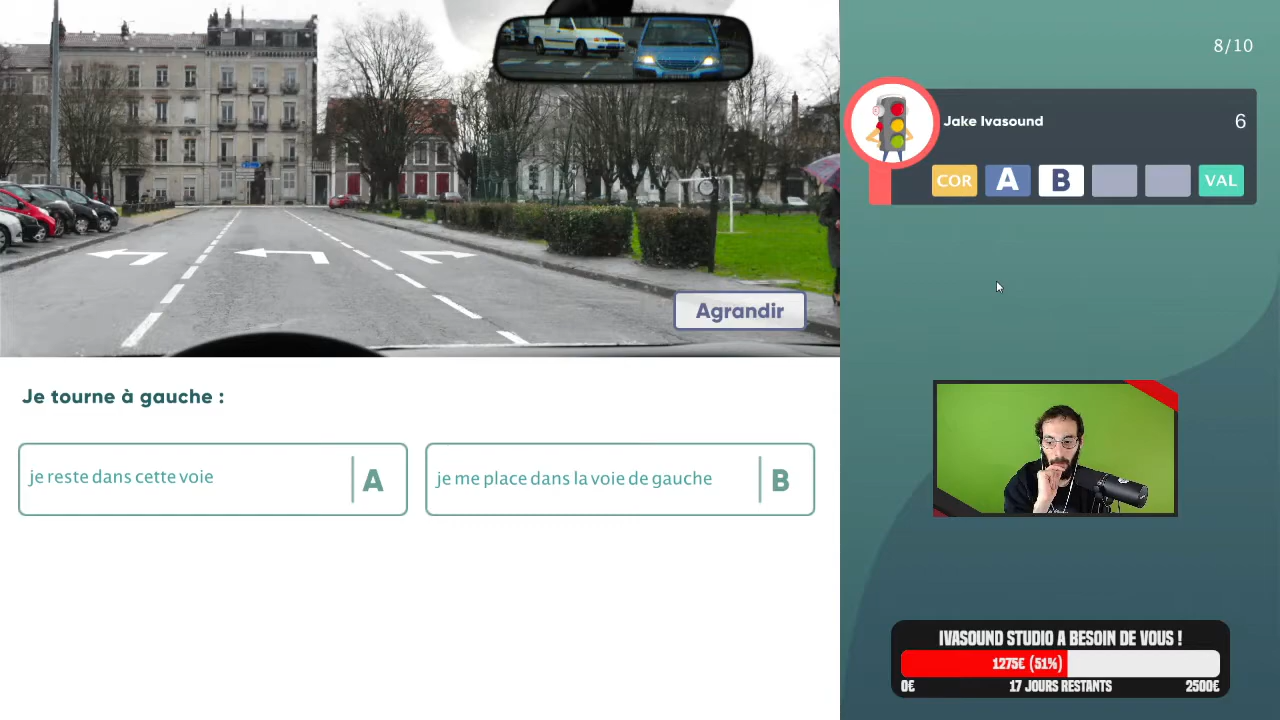 8/10
Jake Ivasound
6
COR
A
B
VAL
Agrandir
Je tourne à gauche :
je reste dans cette voie
A
je me place dans la voie de gauche
B
IVASOUND STUDIO A BESOIN DE VOUS !
1275€ (51%)
0€
17 JOURS RESTANTS
2500€